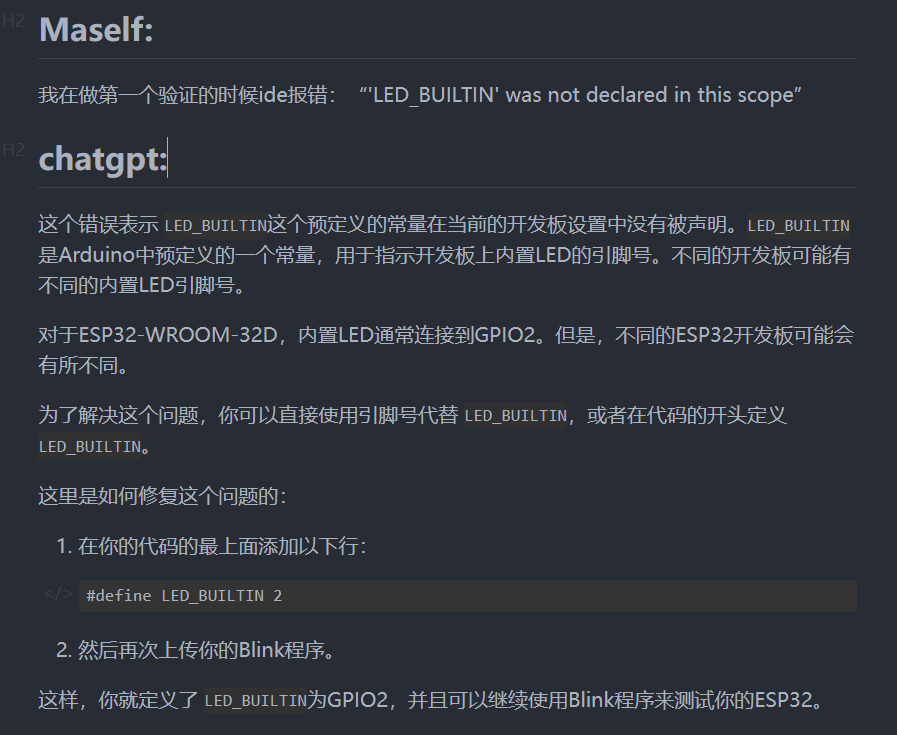 H2
Maself:
我在做第一个验证的时候ide报错：“'LED_BUILTIN' was not declared in this scope”
H2
chatgpt:
这个错误表示 LED_BUILTIN这个预定义的常量在当前的开发板设置中没有被声明。LED_BUILTIN
是Arduino中预定义的一个常量，用于指示开发板上内置LED的引脚号。不同的开发板可能有
不同的内置LED引脚号。
对于ESP32-WROOM-32D，内置LED通常连接到GPIO2。但是，不同的ESP32开发板可能会
有所不同。
为了解决这个问题，你可以直接使用引脚号代替 LED_BUILTIN，或者在代码的开头定义
LED_BUILTIN。
这里是如何修复这个问题的：
1. 在你的代码的最上面添加以下行：
</> #define LED_BUILTIN 2
2. 然后再次上传你的Blink程序。
这样，你就定义了 LED_BUILTIN为GPIO2，并且可以继续使用Blink程序来测试你的ESP32。